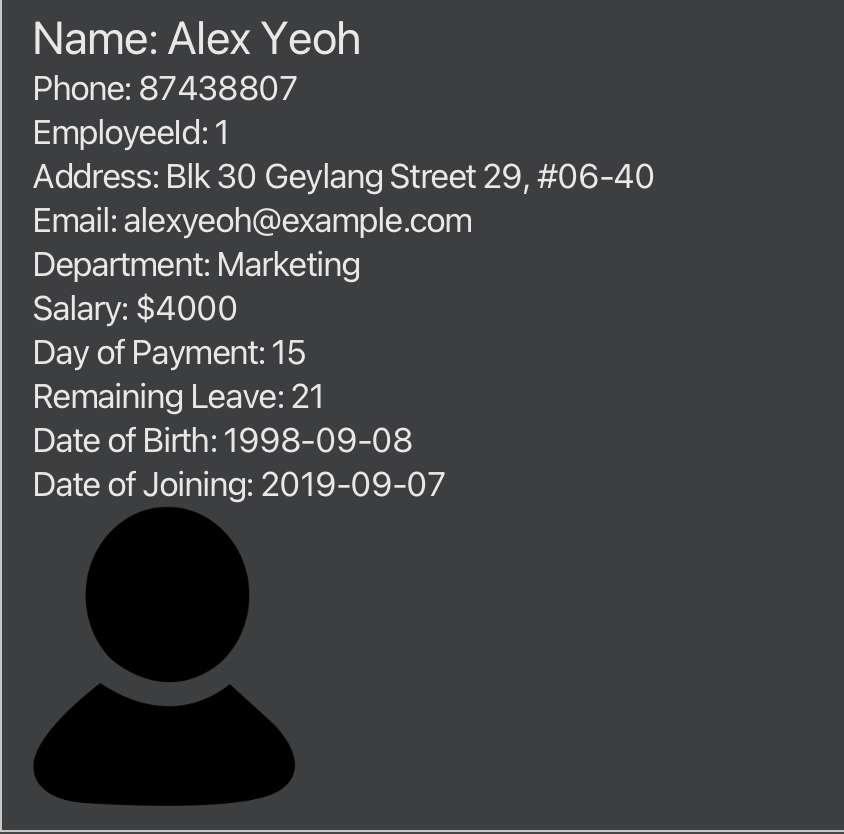 Name: Alex Yeoh
Phone: 87438807
EmployeeId: 1
Address: Blk 30 Geylang Street 29, #06-40
Email: alexyeoh@example.com
Department: Marketing
Salary: $4000
Day of Payment: 15
Remaining Leave: 21
Date of Birth: 1998-09-08
Date of Joining: 2019-09-07